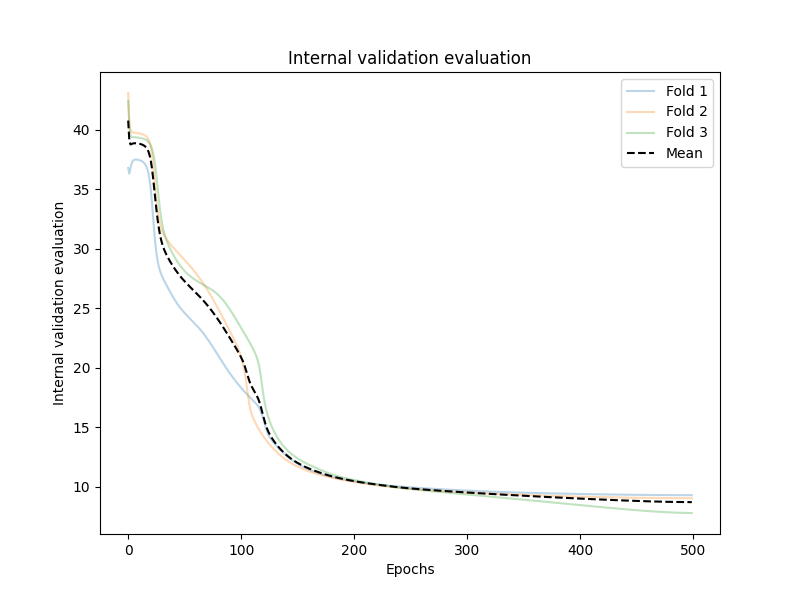 Internal validation evaluation
Fold 1
Fold 2
Fold 3
Mean
Internal validation evaluation
40
35
30
25
20
15
10
0 100 200 300 400 500
Epochs